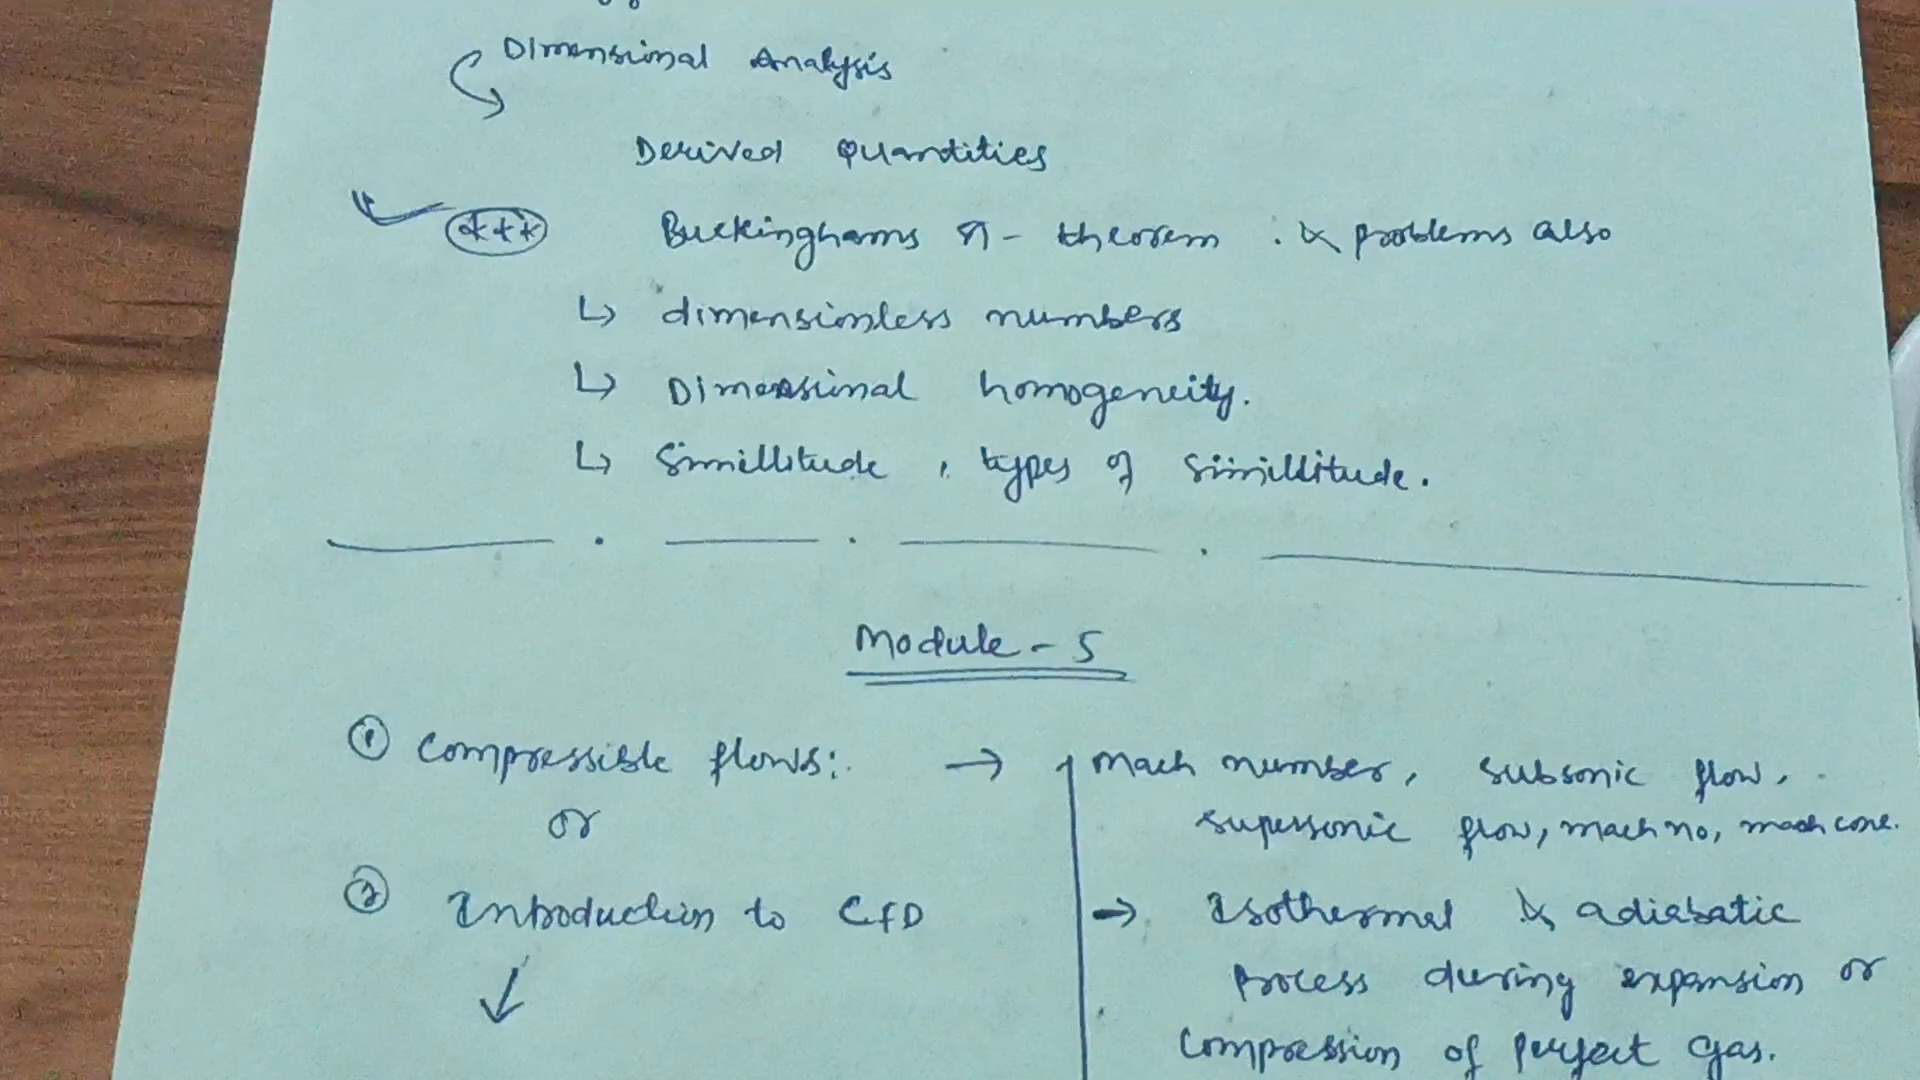 Dimensional Analysis
Derived Quantities
*** Buckinghams π - theorem . & problems also
↳ dimensionless numbers
↳ Dimensional homogeneity.
↳ Simillitude , types of simillitude.
Module - 5
① Compressible flows: → Mach number, subsonic flow,
supersonic flow, mach no, mach cone.
or
② Introduction to CFD
↓
→ Isothermal & adiabatic
process during expansion or
compression of perfect gas.